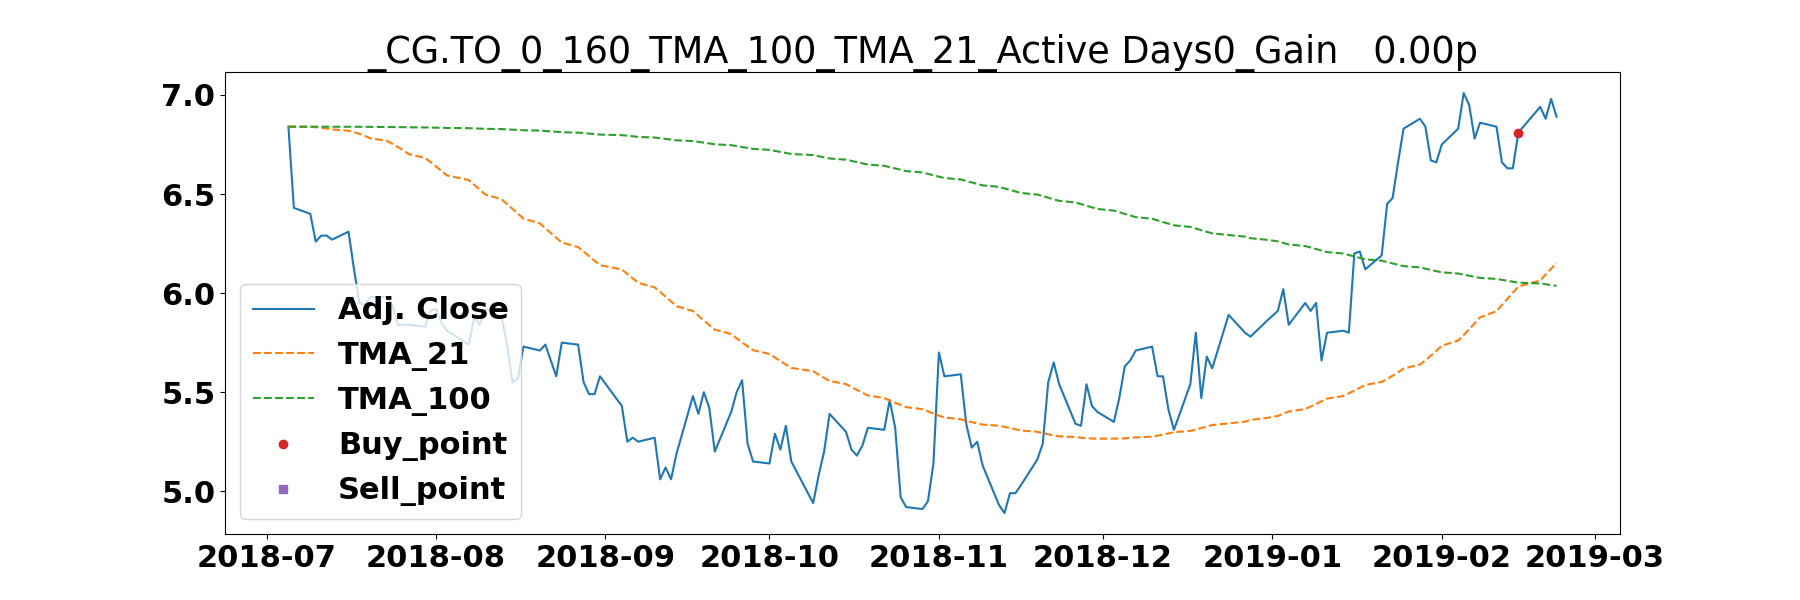 _CG.TO_0_160_TMA_100_TMA_21_Active Days0_Gain   0.00p
7.0
6.5
6.0
5.5
5.0
Adj. Close
TMA_21
TMA_100
Buy_point
Sell_point
2018-07 2018-08 2018-09 2018-10 2018-11 2018-12 2019-01 2019-02 2019-03